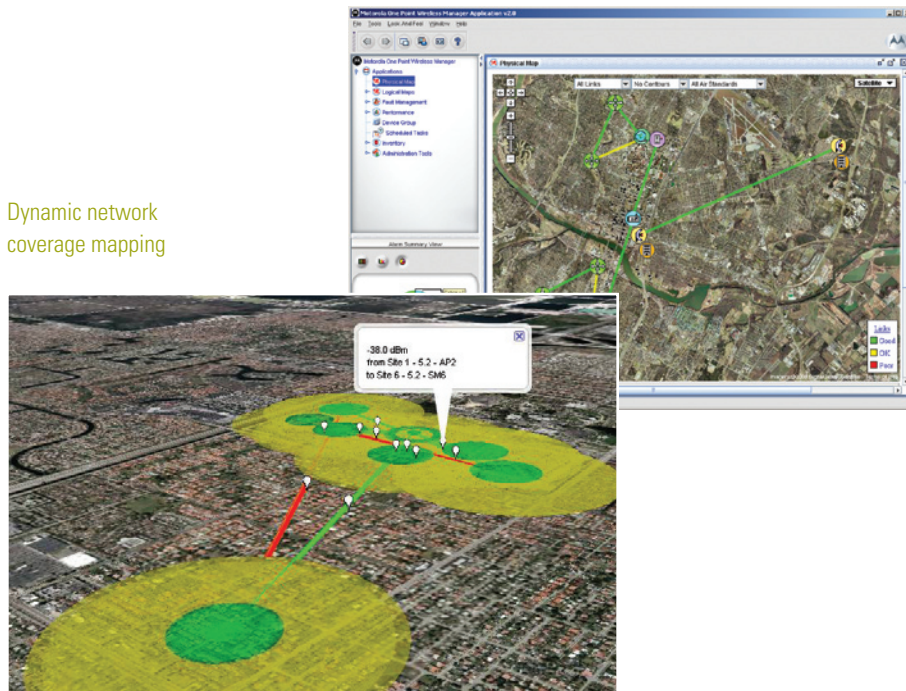 Motorola One Point Wireless Manager Application v2.0
File Tools Look And Feel Window Help
Motorola One Point Wireless Manager
Applications
Physical Map
Logical Maps
Fault Management
Performance
Device Group
Scheduled Tasks
Inventory
Administration Tools
Alarm Summary View
Physical Map
All Links No Contours All Air Standards Satellite
Links
Good
OK
Poor
Dynamic network
coverage mapping
-38.0 dBm
from Site 1 - 5.2 - AP2
to Site 6 - 5.2 - SM6